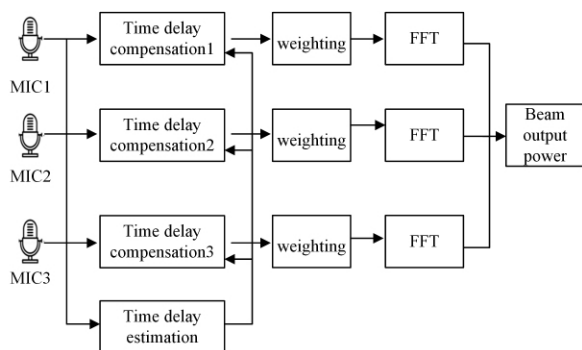 MIC1
Time delay
compensation1
weighting
FFT
MIC2
Time delay
compensation2
weighting
FFT
Beam
output
power
MIC3
Time delay
compensation3
weighting
FFT
Time delay
estimation